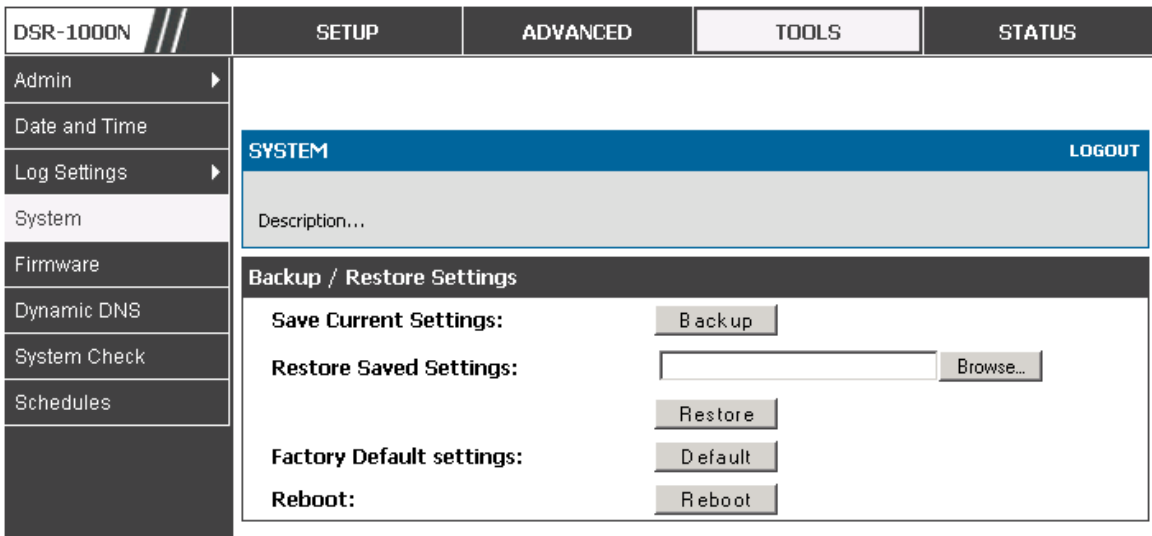 DSR-1000N SETUP ADVANCED TOOLS STATUS
Admin
Date and Time
Log Settings
System
Firmware
Dynamic DNS
System Check
Schedules
SYSTEM LOGOUT
Description...
Backup / Restore Settings
Save Current Settings: Backup
Restore Saved Settings: Browse...
Restore
Factory Default settings: Default
Reboot: Reboot